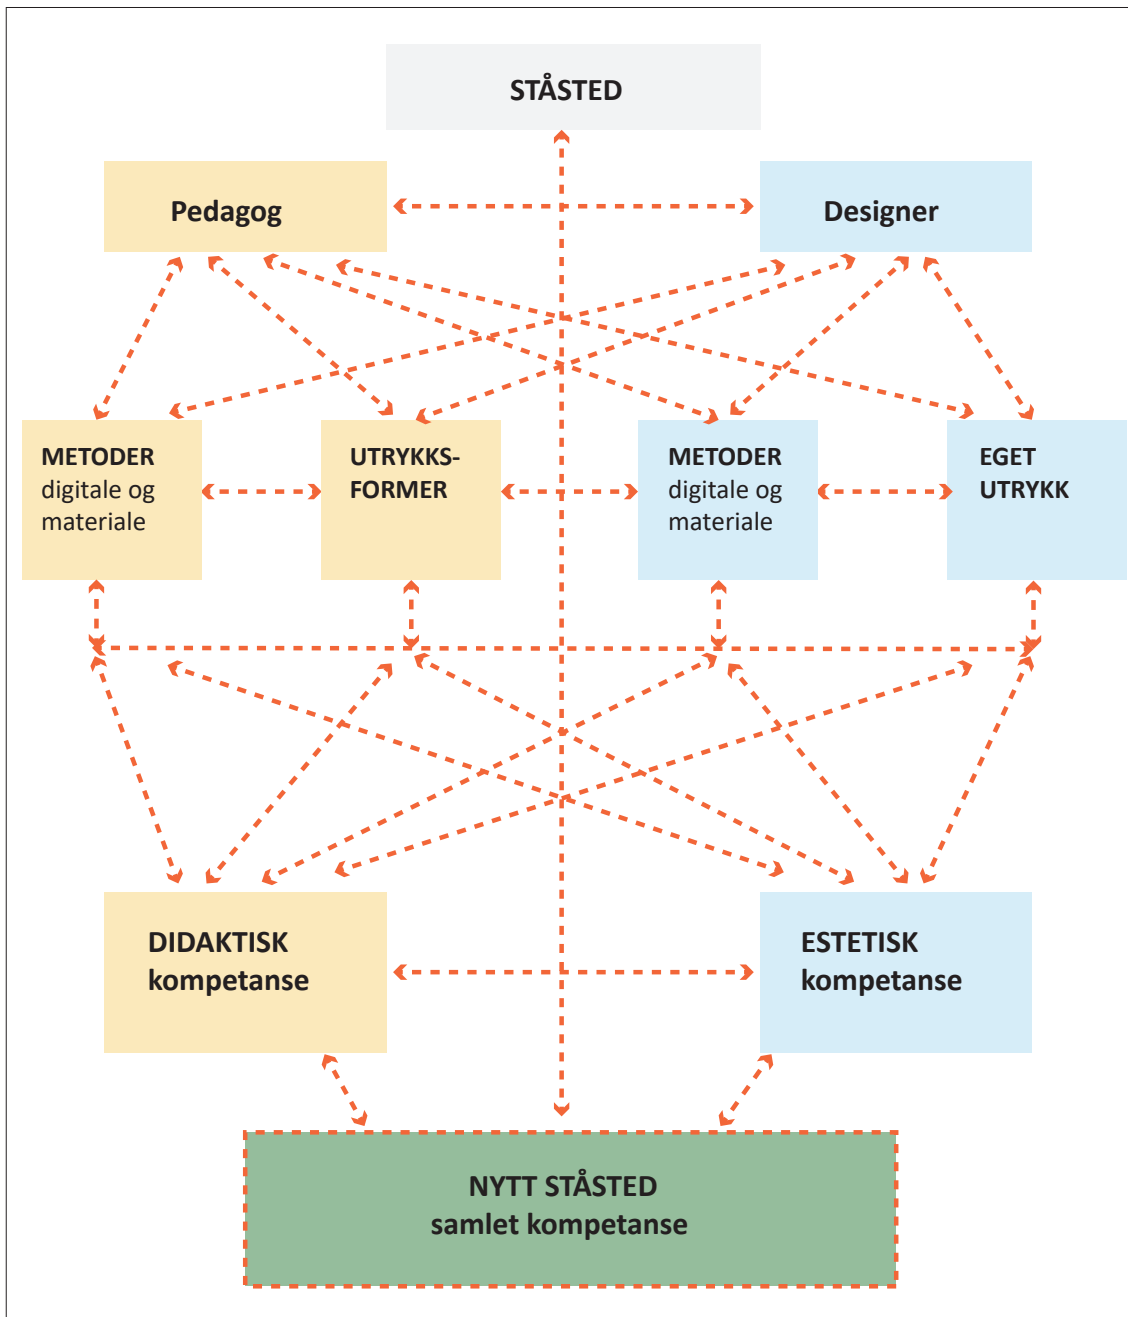 STÅSTED
Pedagog
Designer
METODER
digitale og
materiale
UTRYKKS-
FORMER
METODER
digitale og
materiale
EGET
UTRYKK
DIDAKTISK
kompetanse
ESTETISK
kompetanse
NYTT STÅSTED
samlet kompetanse